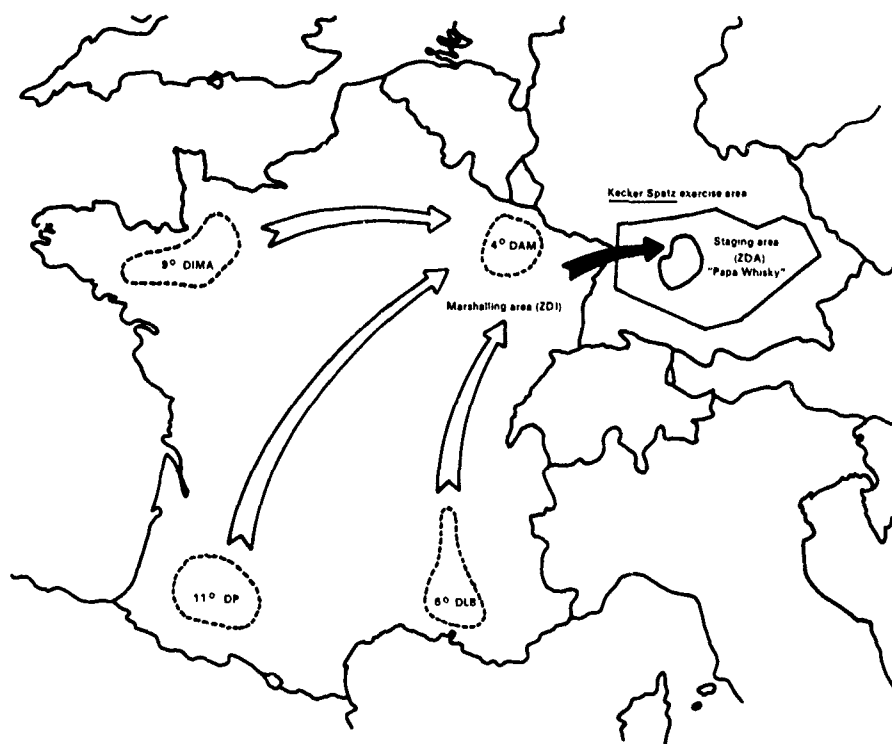 Kecker Spatz exercise area
9° DIMA
4° DAM
Staging area
(ZDA)
"Papa Whisky"
Marshalling area (ZDI)
11° DP
6° DLB